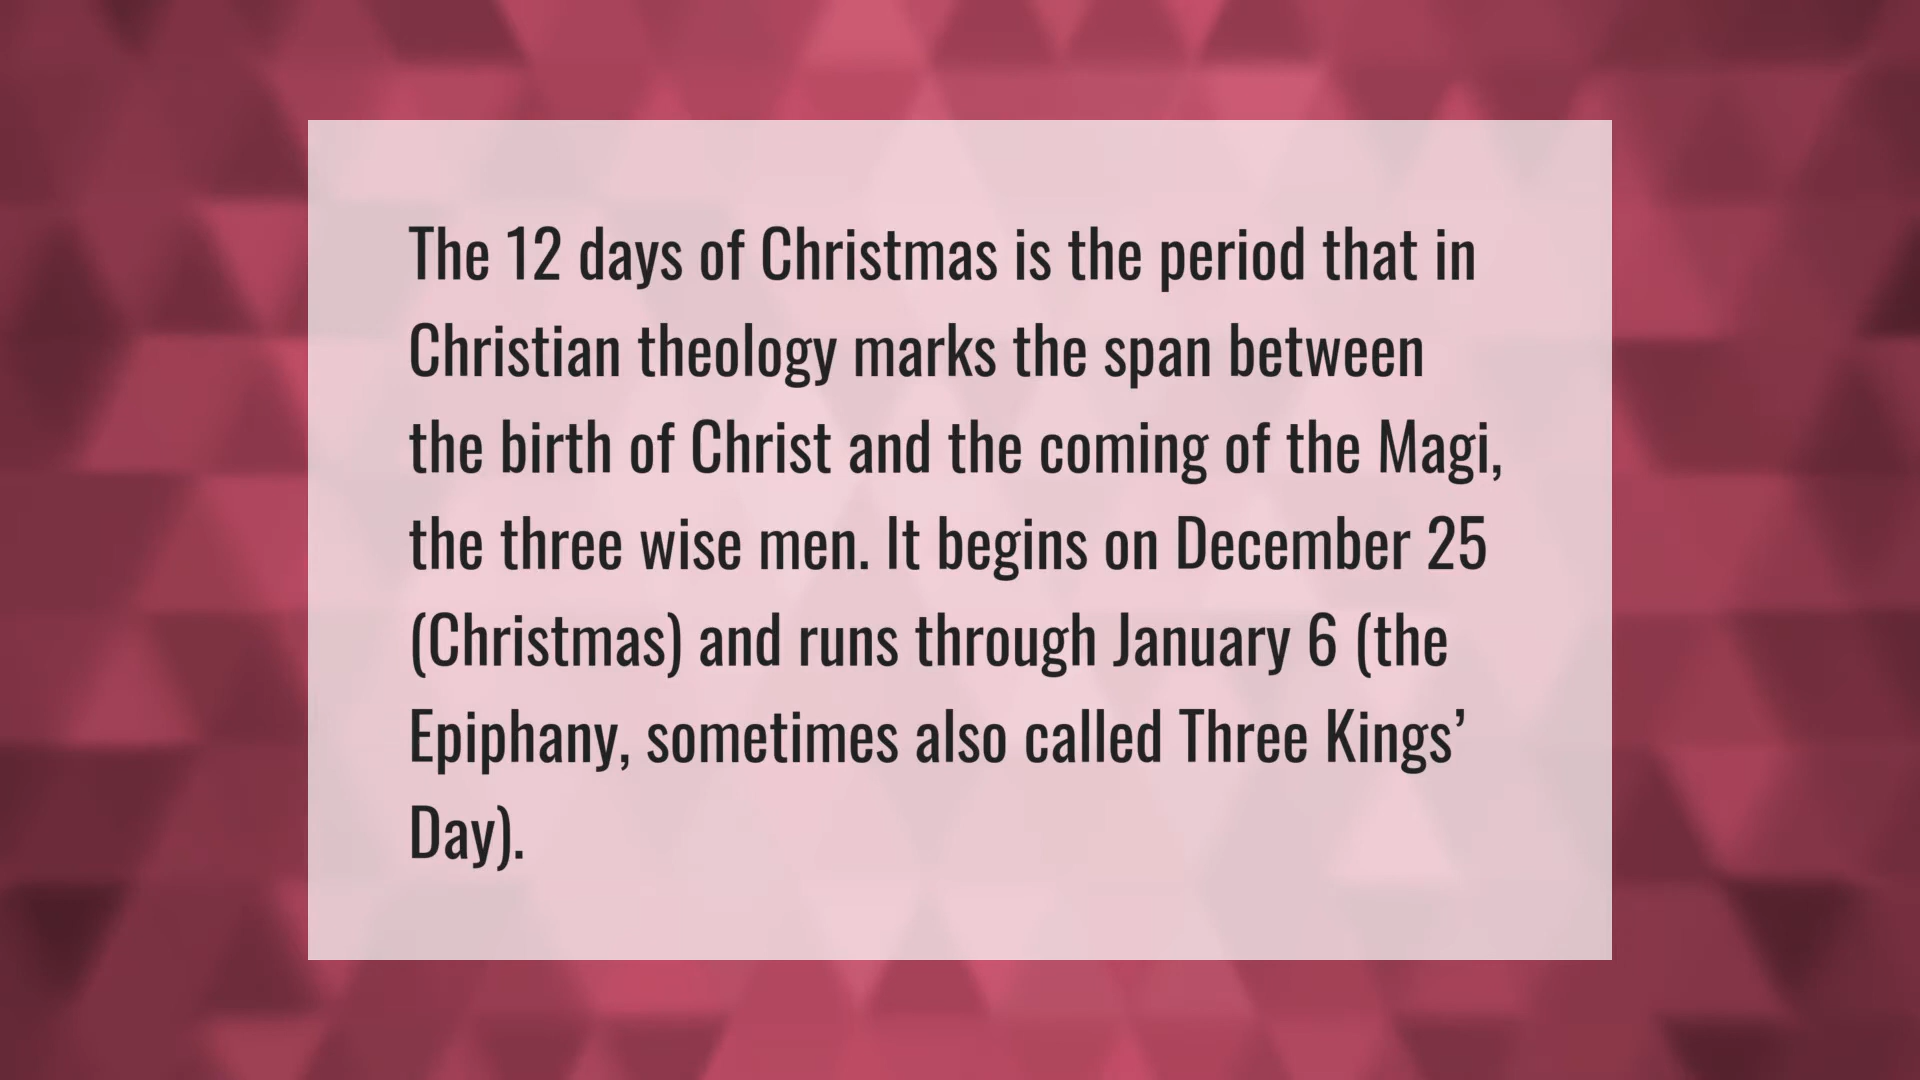 The 12 days of Christmas is the period that in
Christian theology marks the span between
the birth of Christ and the coming of the Magi,
the three wise men. It begins on December 25
(Christmas) and runs through January 6 (the
Epiphany, sometimes also called Three Kings’
Day).